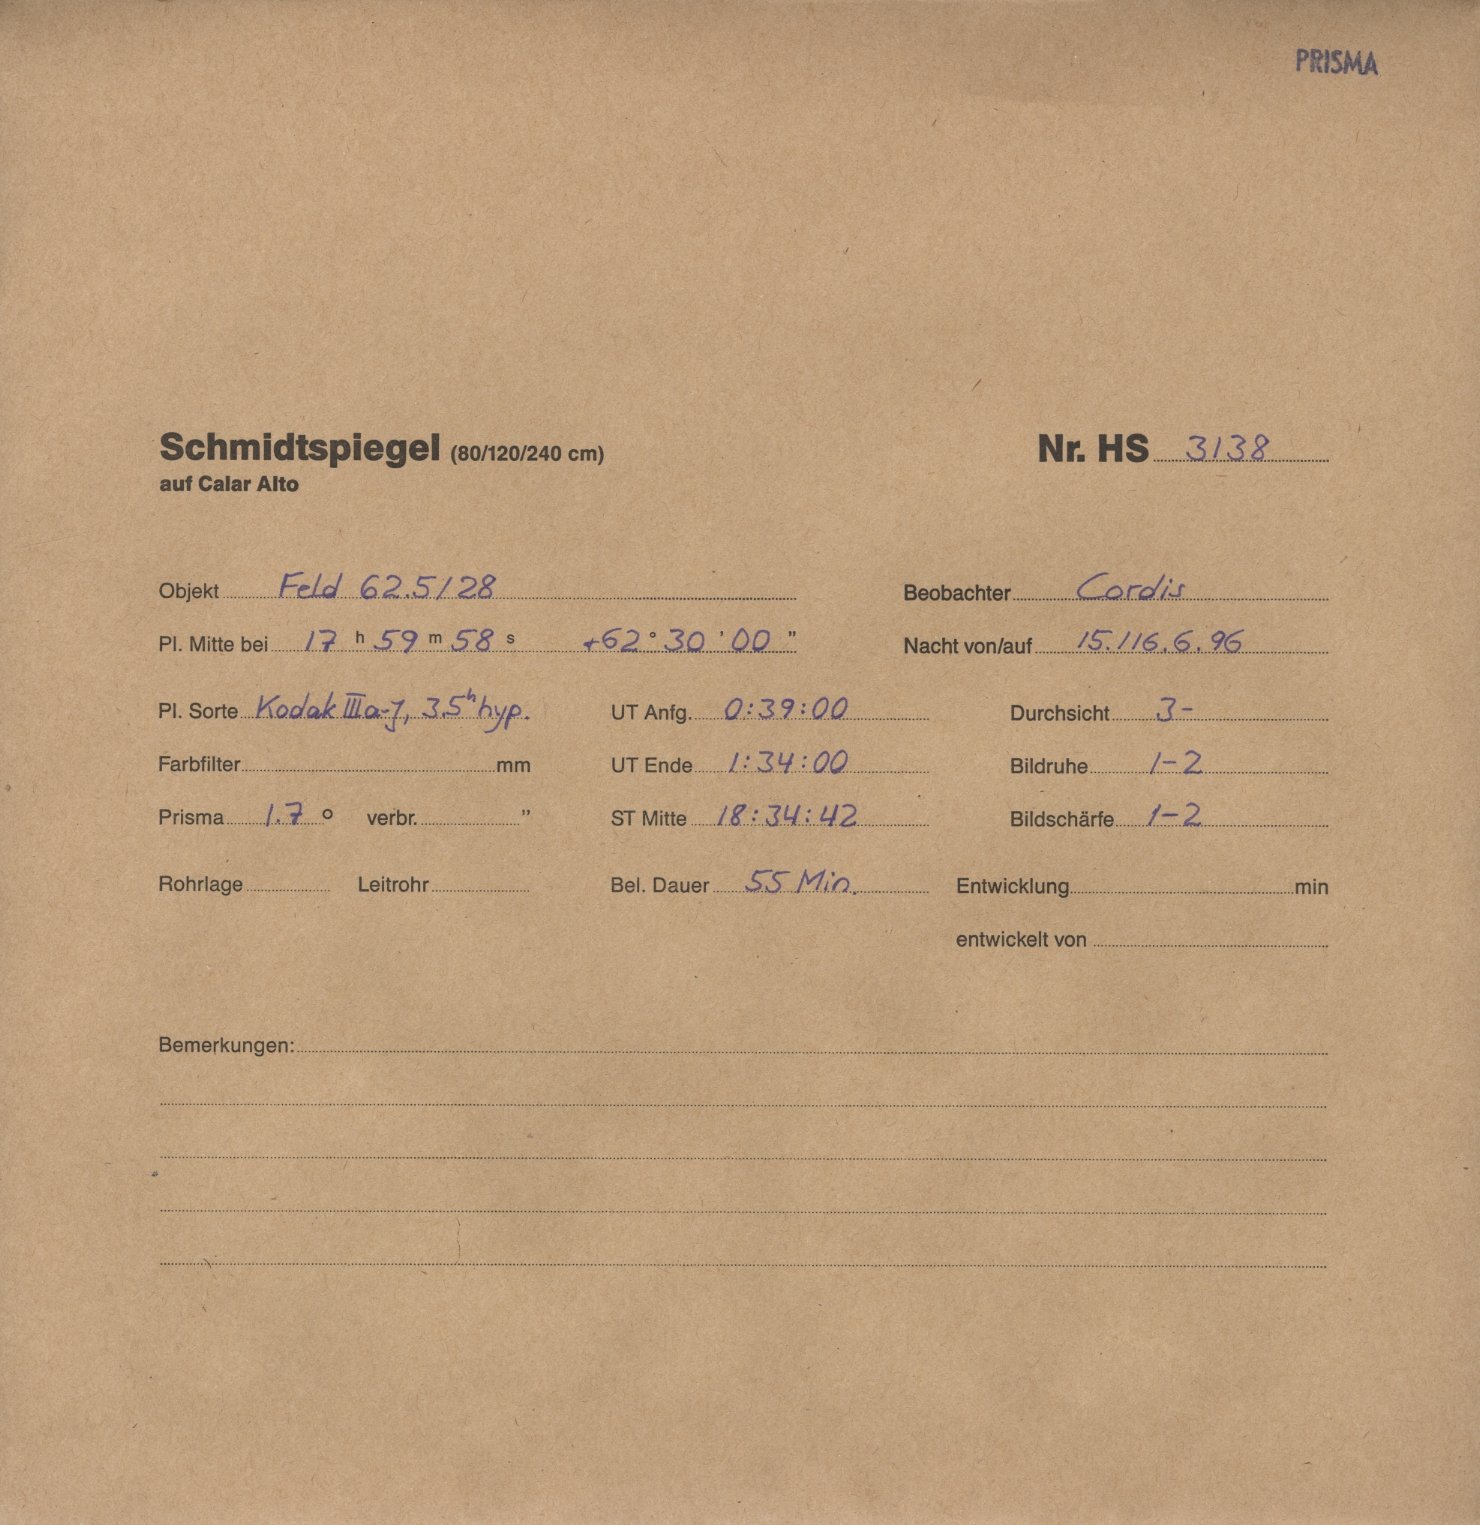 PRISMA
Schmidtspiegel (80/120/240 cm) Nr. HS 3138
auf Calar Alto
Objekt Feld 62.5/28 Beobachter Cordis
Pl. Mitte bei 17 h 59 m 58 s +62 ° 30 ' 00 " Nacht von/auf 15./16.6.96
Pl. Sorte Kodak IIIa-J, 3.5h hyp. UT Anfg. 0:39:00 Durchsicht 3-
Farbfilter mm UT Ende 1:34:00 Bildruhe 1-2
Prisma 1.7 ° verbr. " ST Mitte 18:34:42 Bildschärfe 1-2
Rohrlage Leitrohr Bel. Dauer 55 Min. Entwicklung min
entwickelt von
Bemerkungen: